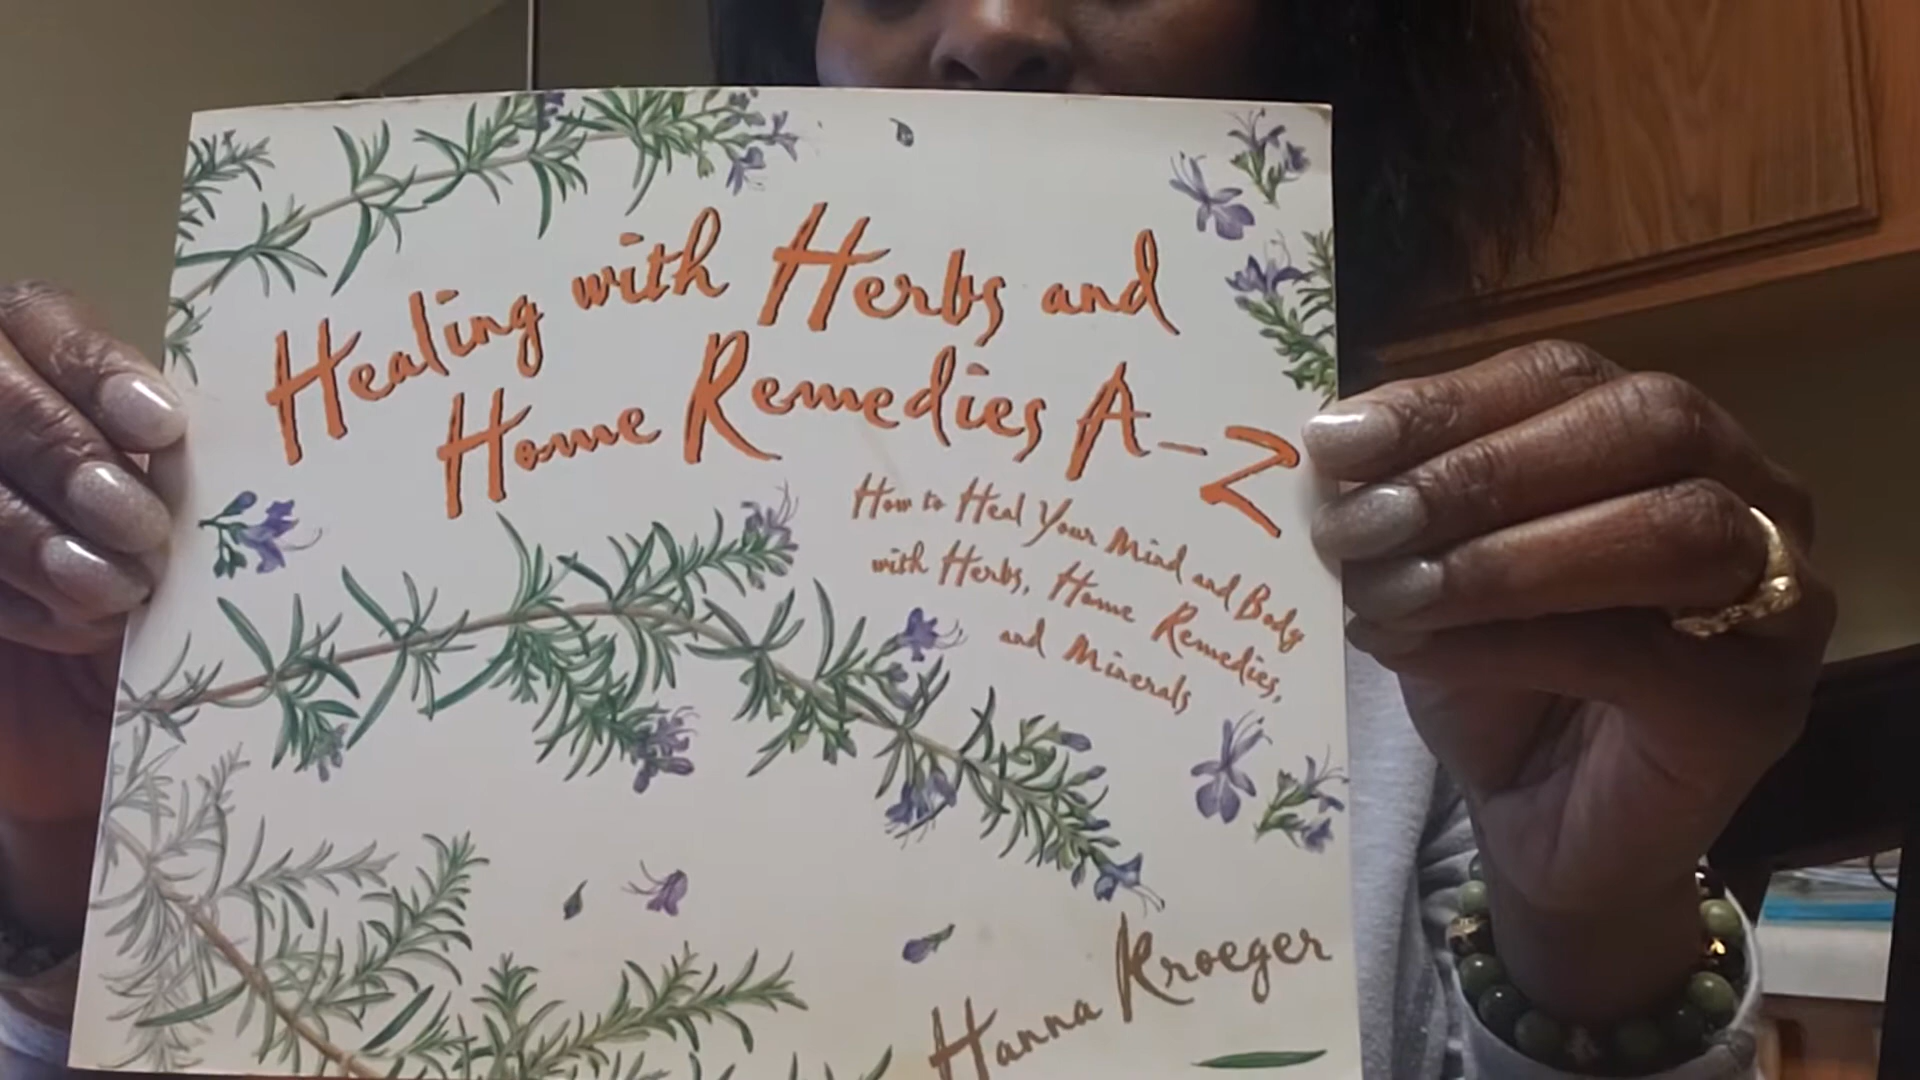 Healing with Herbs and
Home Remedies A-Z
How to Heal Your Mind and Body
with Herbs, Home Remedies,
and Minerals
Hanna Kroeger